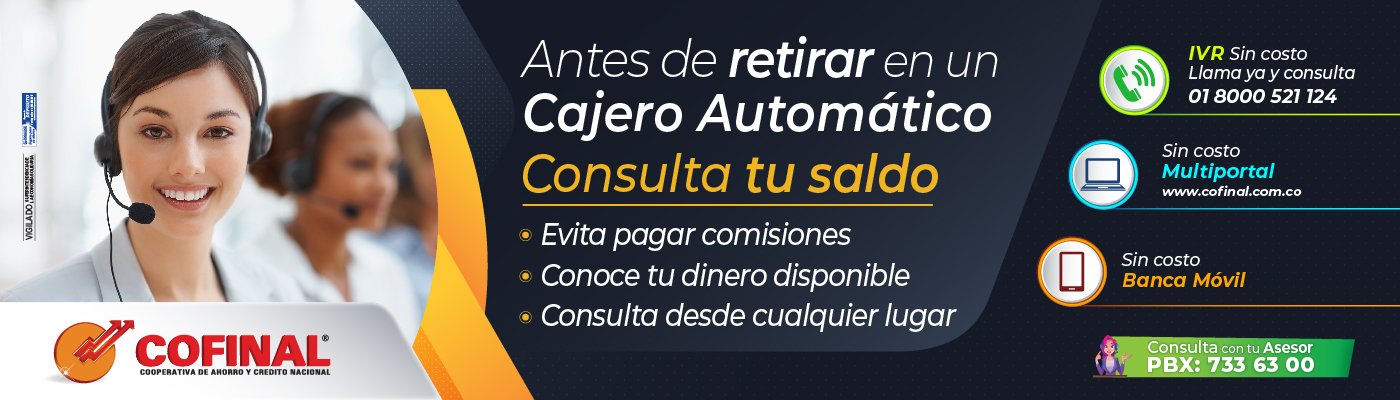 Antes de retirar en un
Cajero Automático
Consulta tu saldo
Evita pagar comisiones
Conoce tu dinero disponible
Consulta desde cualquier lugar
IVR Sin costo
Llama ya y consulta
01 8000 521 124
Sin costo
Multiportal
www.cofinal.com.co
Sin costo
Banca Móvil
Consulta con tu Asesor
PBX: 733 63 00
COFINAL®
COOPERATIVA DE AHORRO Y CREDITO NACIONAL
VIGILADO